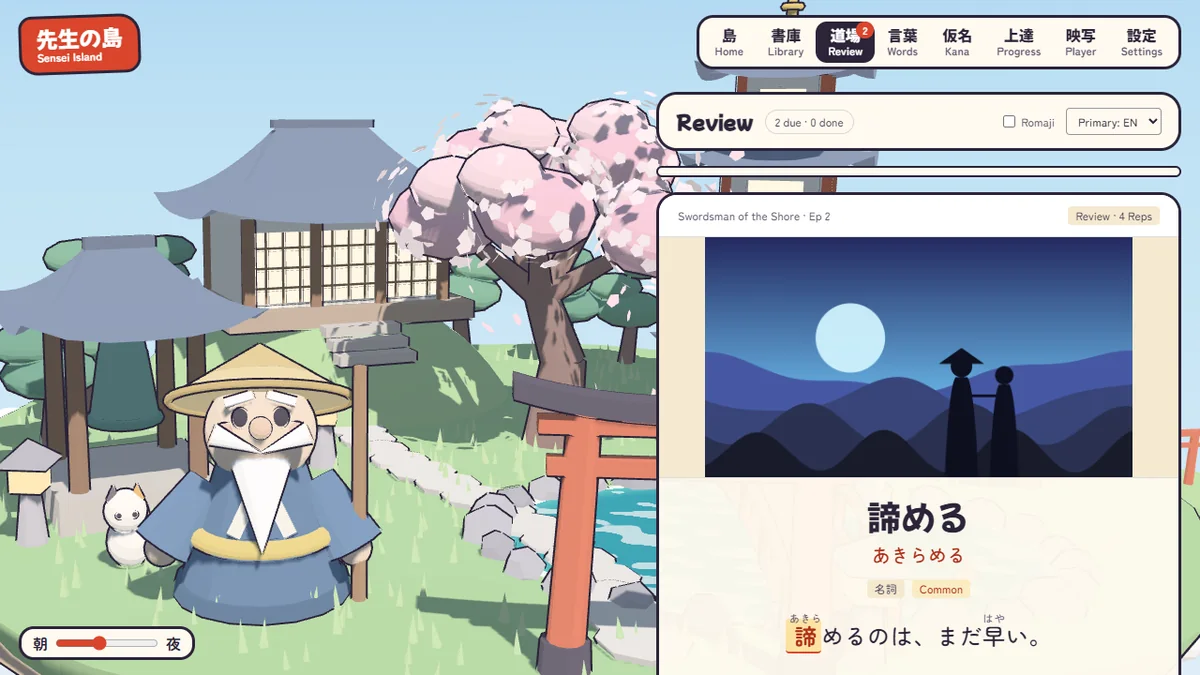 先生の島
Sensei Island
島 書庫 道場 2 言葉 仮名 上達 映写 設定
Home Library Review Words Kana Progress Player Settings
Review 2 due · 0 done Romaji Primary: EN
Swordsman of the Shore · Ep 2 Review · 4 Reps
諦める
あきらめる
名詞 Common
あきら はや
諦めるのは、まだ早い。
朝 夜